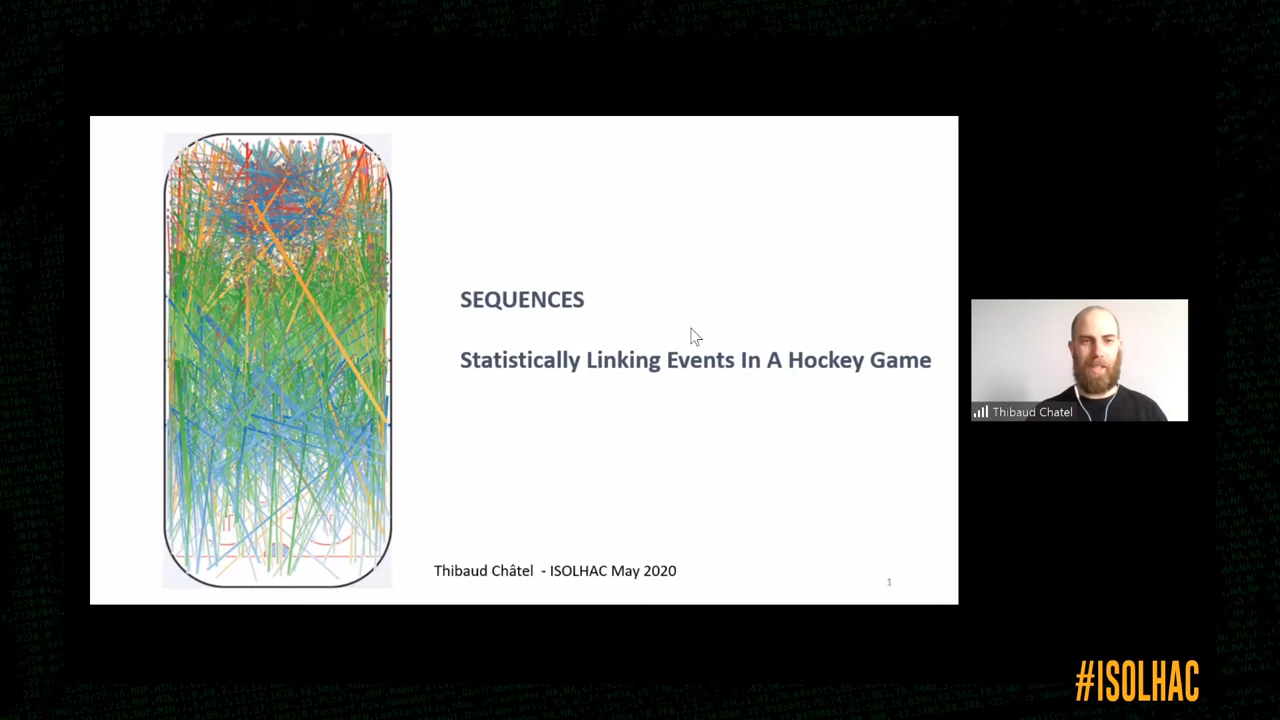 SEQUENCES
Statistically Linking Events In A Hockey Game
Thibaud Châtel - ISOLHAC May 2020
1
Thibaud Chatel
#ISOLHAC